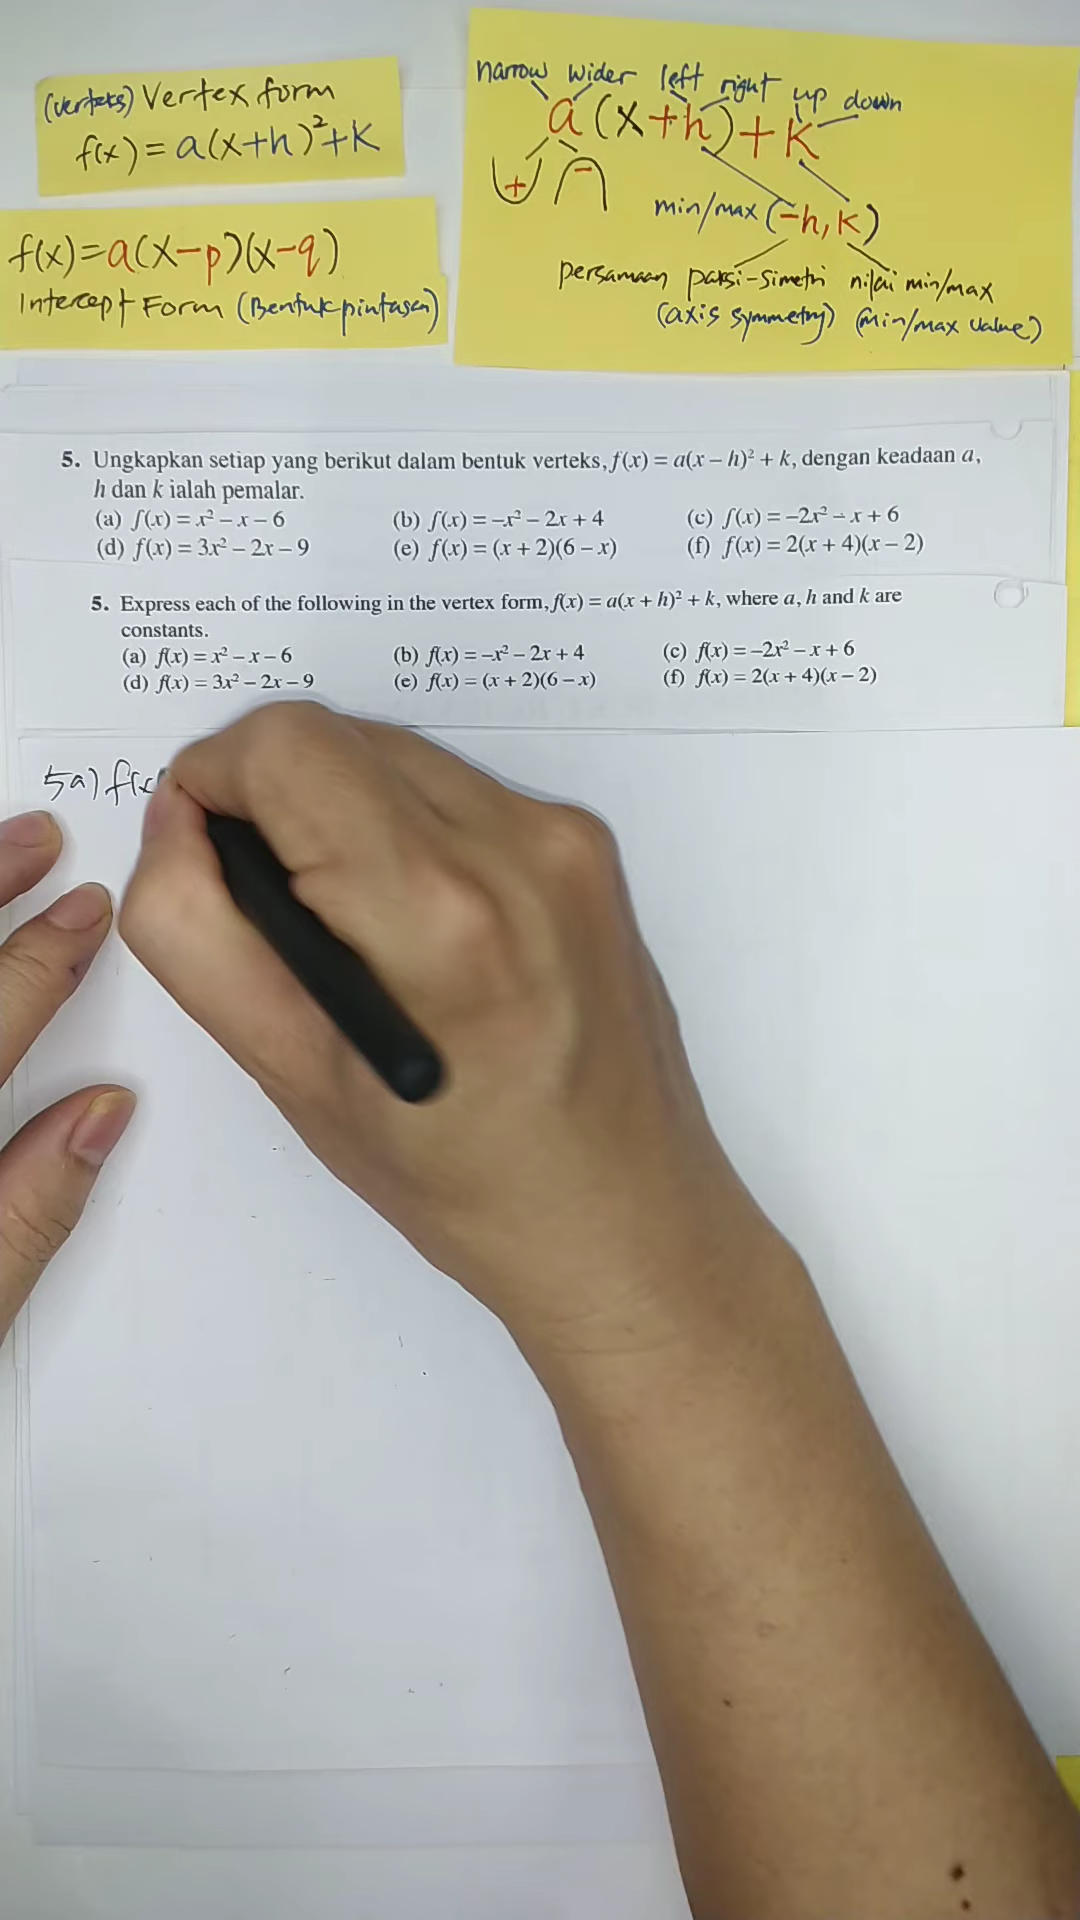 (verteks) Vertex form
f(x) = a(x+h)²+k
f(x)=a(x-p)(x-q)
Intercept Form (Bentuk pintasan)
narrow wider left right up down
a(x+h)+k
+ -
min/max (-h, k)
persamaan paksi-simetri nilai min/max
(axis symmetry) (min/max value)
5. Ungkapkan setiap yang berikut dalam bentuk verteks, f(x) = a(x – h)² + k, dengan keadaan a,
h dan k ialah pemalar.
(a) f(x) = x² – x – 6 (b) f(x) = –x² – 2x + 4 (c) f(x) = –2x² – x + 6
(d) f(x) = 3x² – 2x – 9 (e) f(x) = (x + 2)(6 – x) (f) f(x) = 2(x + 4)(x – 2)
5. Express each of the following in the vertex form, f(x) = a(x + h)² + k, where a, h and k are
constants.
(a) f(x) = x² – x – 6 (b) f(x) = –x² – 2x + 4 (c) f(x) = –2x² – x + 6
(d) f(x) = 3x² – 2x – 9 (e) f(x) = (x + 2)(6 – x) (f) f(x) = 2(x + 4)(x – 2)
5a) f(x